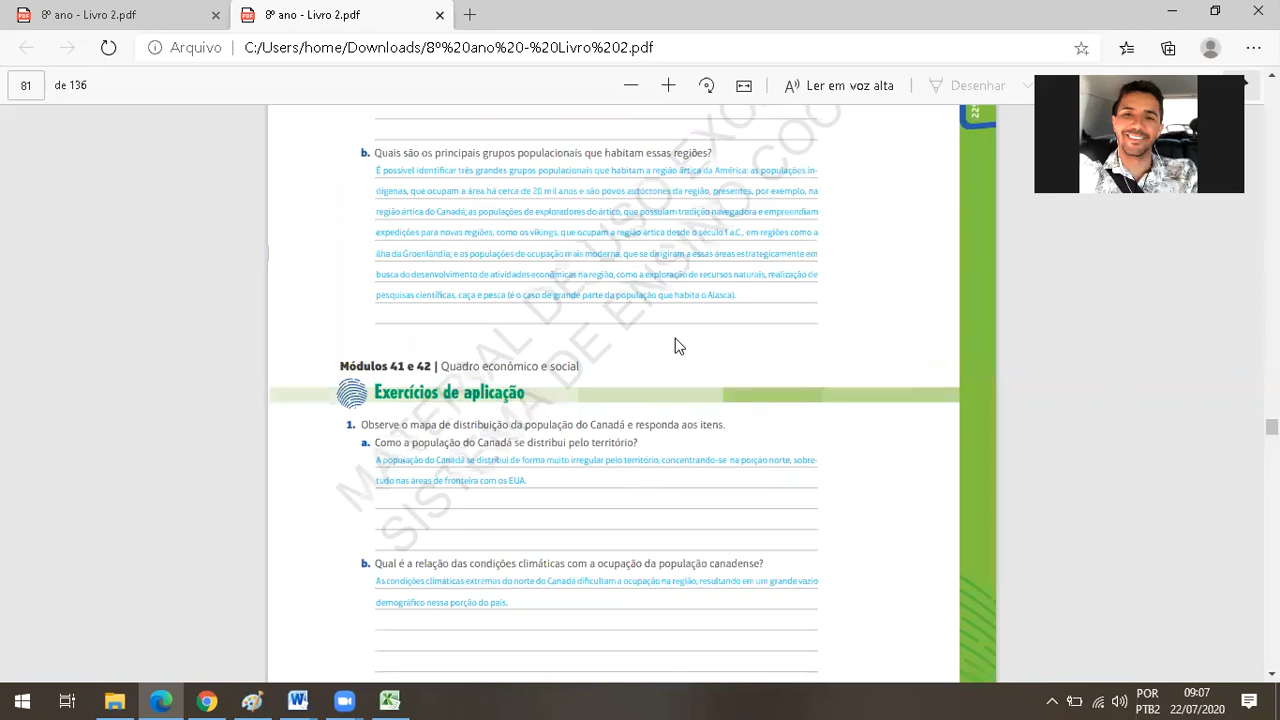 8º ano - Livro 2.pdf
8º ano - Livro 2.pdf
Arquivo
C:/Users/home/Downloads/8º%20ano%20-%20Livro%202.pdf
81 de 136
Ler em voz alta
Desenhar
229
b. Quais são os principais grupos populacionais que habitam essas regiões?
É possível identificar três grandes grupos populacionais que habitam a região ártica da América: as populações in-
dígenas, que ocupam a área há cerca de 20 mil anos e são povos autóctones da região, presentes, por exemplo, na
região ártica do Canadá; as populações de exploradores do ártico, que possuíam tradição navegadora e empreendiam
expedições para novas regiões, como os vikings, que ocupam a região ártica desde o século I a.C., em regiões como a
ilha da Groenlândia; e as populações de ocupação mais moderna, que se dirigiram a essas áreas estrategicamente em
busca do desenvolvimento de atividades econômicas na região, como a exploração de recursos naturais, realização de
pesquisas científicas, caça e pesca (é o caso de grande parte da população que habita o Alasca).
Módulos 41 e 42 | Quadro econômico e social
Exercícios de aplicação
1. Observe o mapa de distribuição da população do Canadá e responda aos itens.
a. Como a população do Canadá se distribui pelo território?
A população do Canadá se distribui de forma muito irregular pelo território, concentrando-se na porção norte, sobre-
tudo nas áreas de fronteira com os EUA.
b. Qual é a relação das condições climáticas com a ocupação da população canadense?
As condições climáticas extremas do norte do Canadá dificultam a ocupação na região, resultando em um grande vazio
demográfico nessa porção do país.
MATERIAL DE USO EXC
SISTEMA DE ENSINO COC
POR
PTB2
09:07
22/07/2020